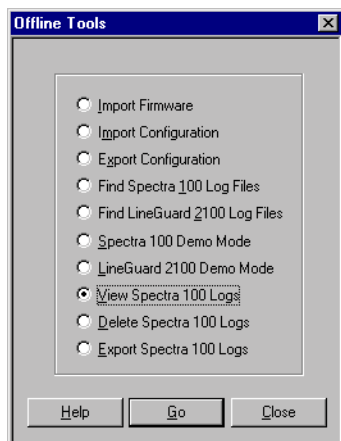 Offline Tools
Import Firmware
Import Configuration
Export Configuration
Find Spectra 100 Log Files
Find LineGuard 2100 Log Files
Spectra 100 Demo Mode
LineGuard 2100 Demo Mode
View Spectra 100 Logs
Delete Spectra 100 Logs
Export Spectra 100 Logs
Help Go Close